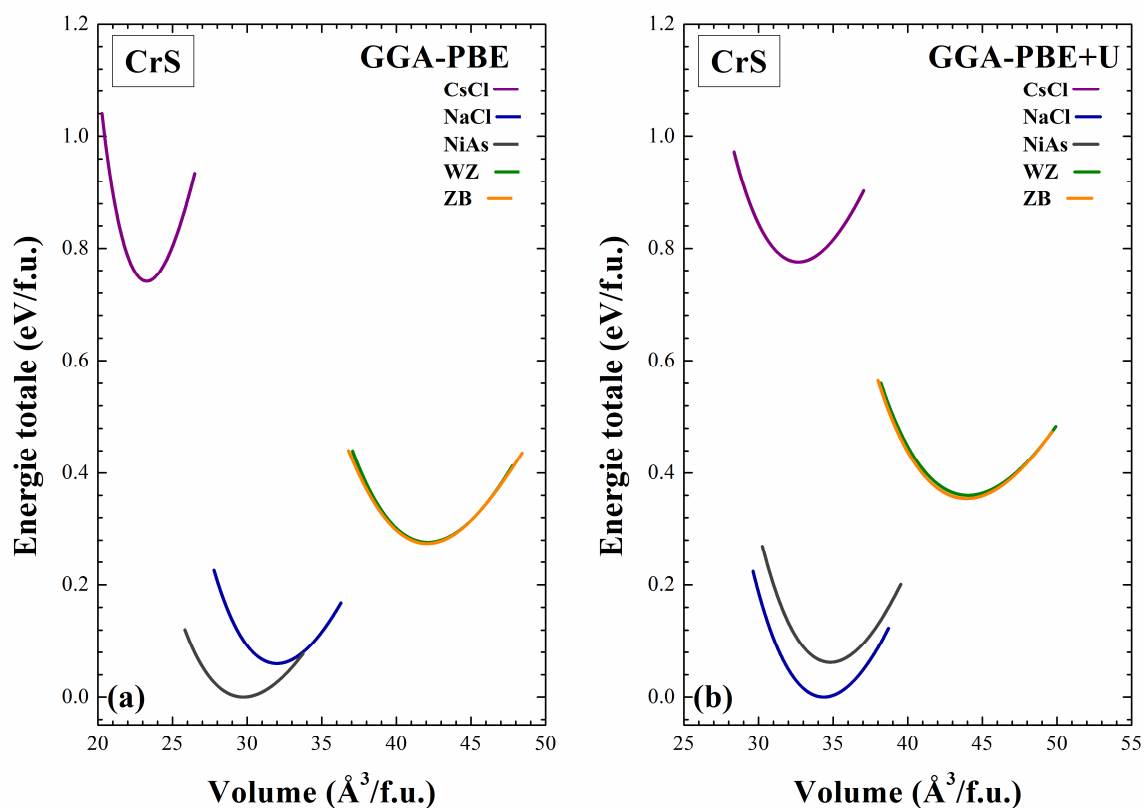 CrS
GGA-PBE
CsCl
NaCl
NiAs
WZ
ZB
Energie totale (eV/f.u.)
1.2
1.0
0.8
0.6
0.4
0.2
0.0
(a)
20 25 30 35 40 45 50
Volume (Å³/f.u.)
CrS
GGA-PBE+U
CsCl
NaCl
NiAs
WZ
ZB
Energie totale (eV/f.u.)
1.2
1.0
0.8
0.6
0.4
0.2
0.0
(b)
25 30 35 40 45 50 55
Volume (Å³/f.u.)